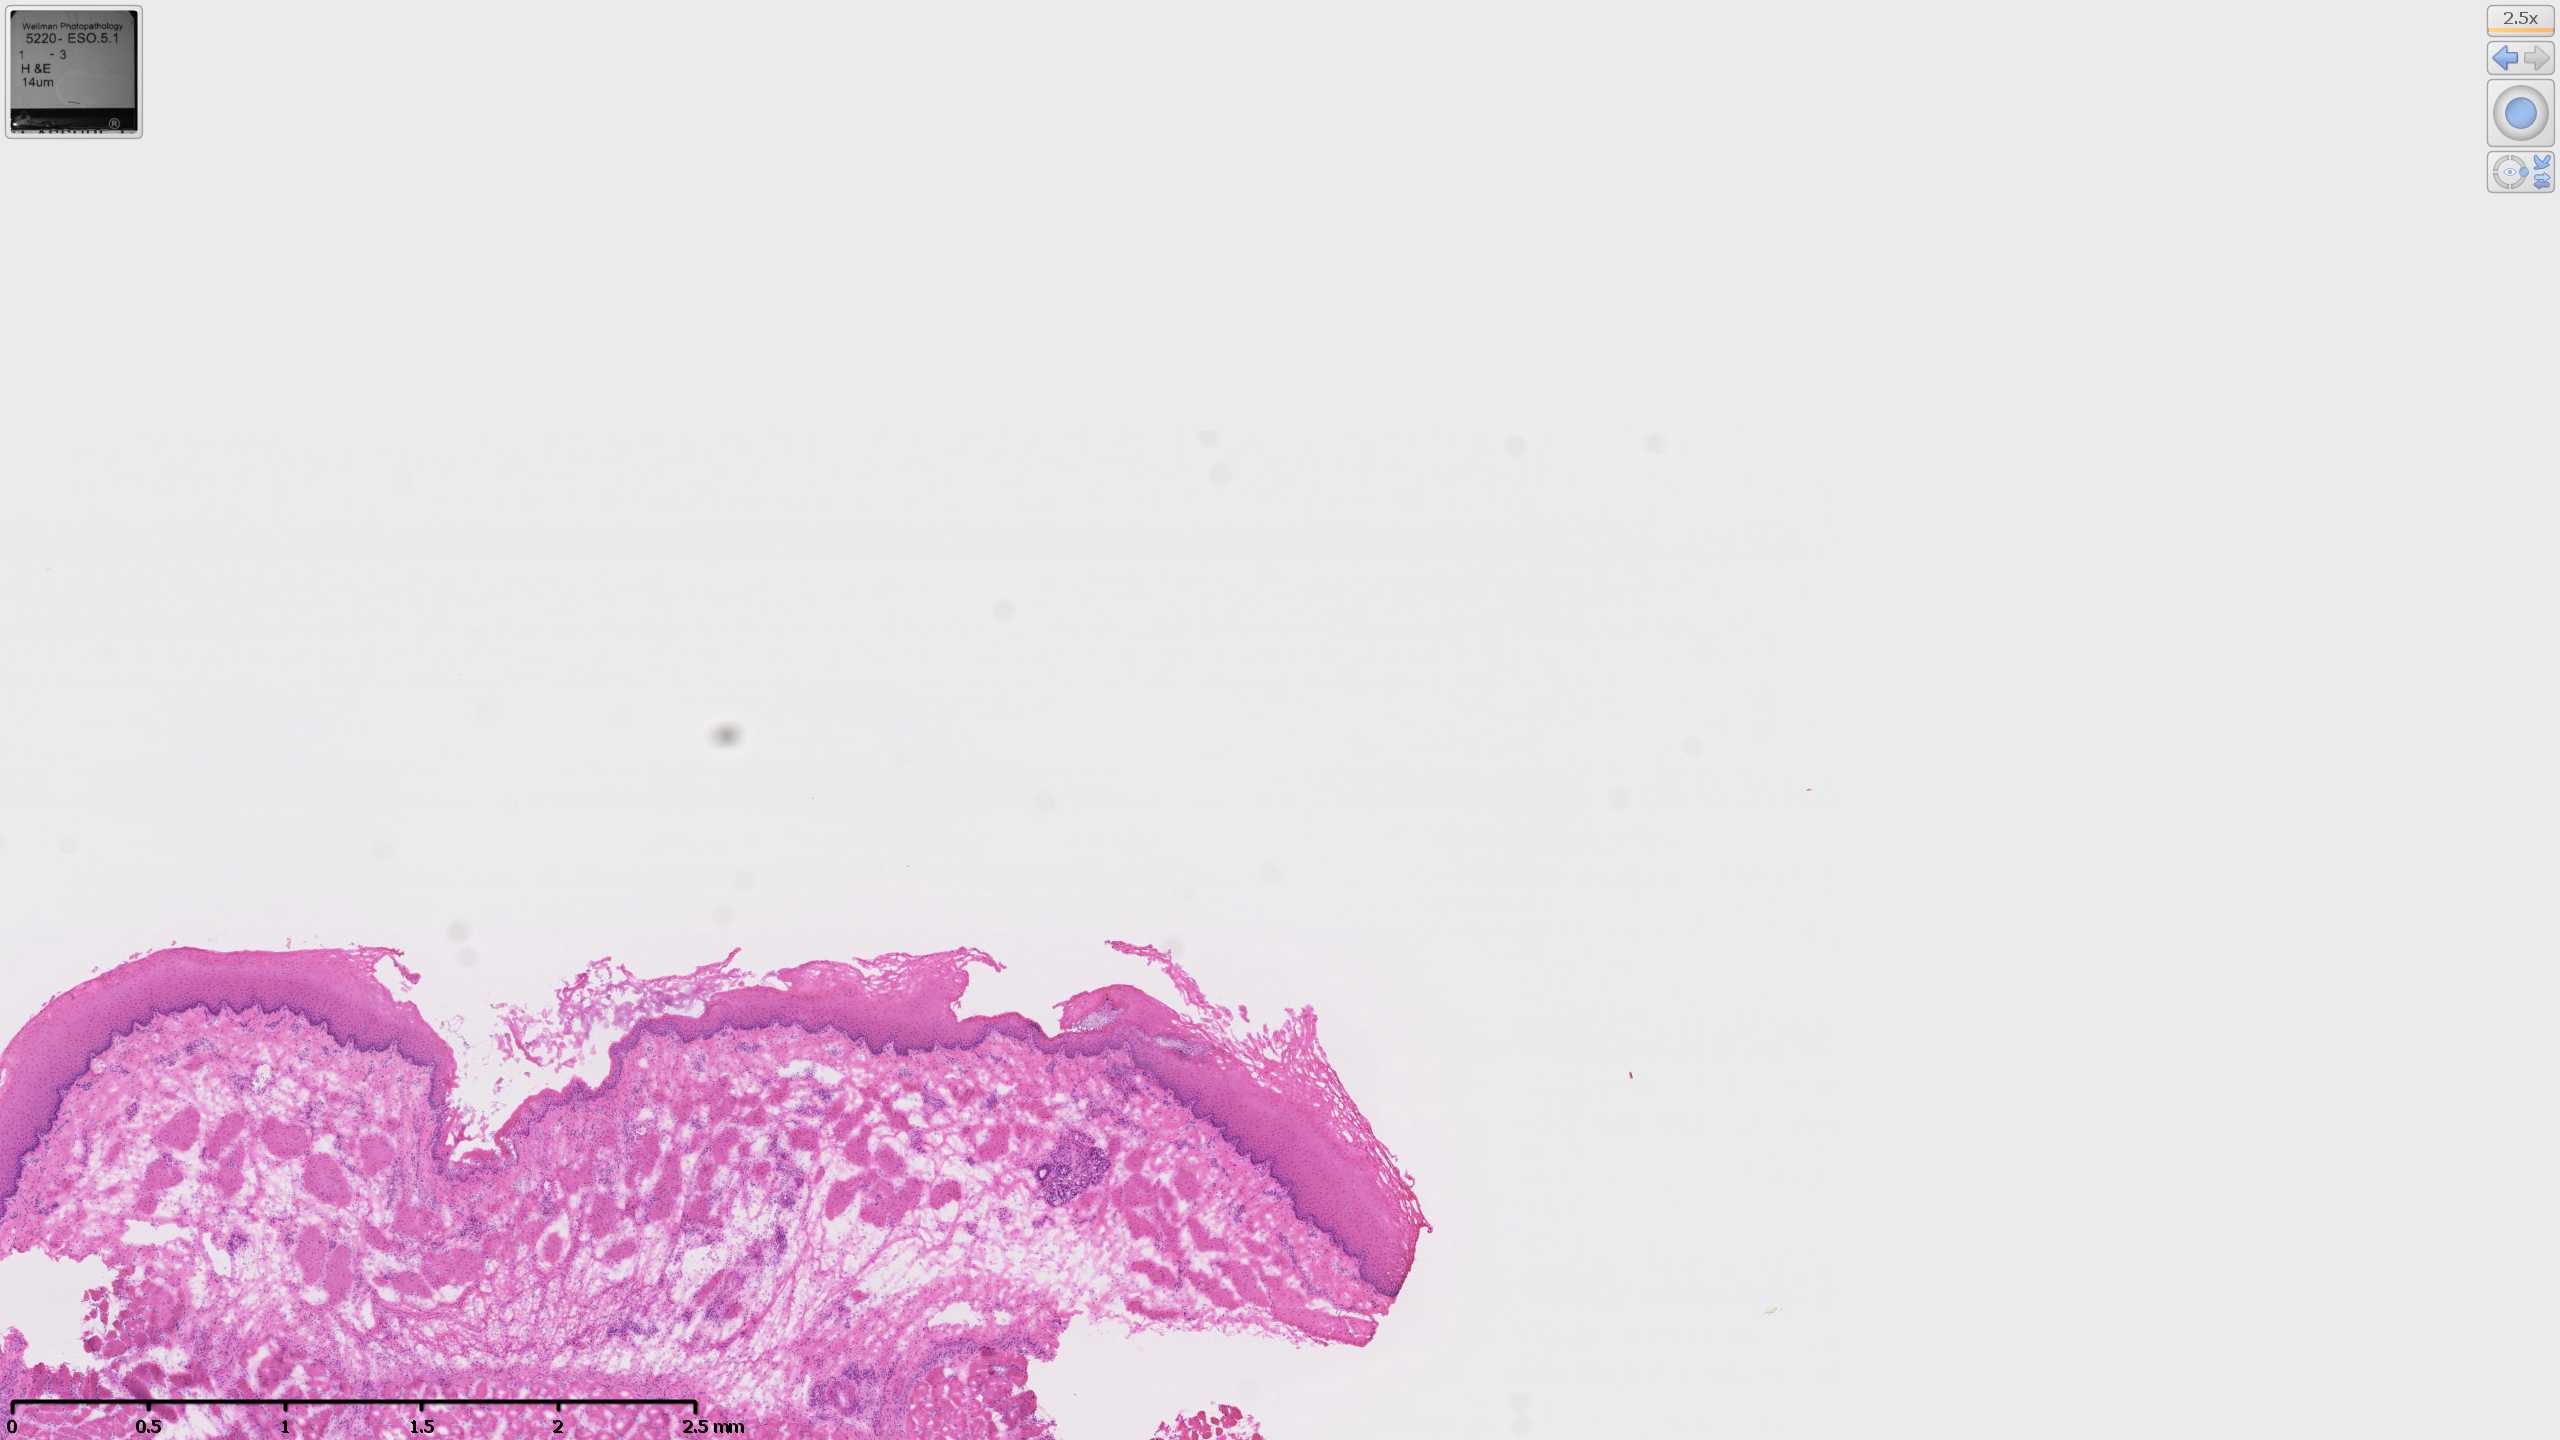 Wellman Photopathology
5220- ESO.5.1
1 - 3
H &E
14um
®
2.5x
0 0.5 1 1.5 2 2.5 mm